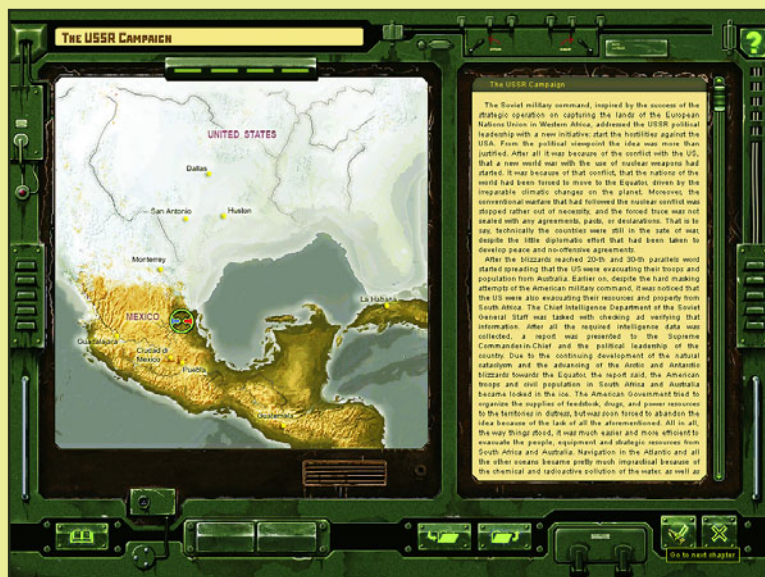 The USSR Campaign
?
UNITED STATES
Dallas
San Antonio
Huston
Monterrey
La Habana
MEXICO
Guadalajara
Ciudad di
Mexico
Puebla
Guatemala
The USSR Campaign
The Soviet military command, inspired by the success of the
strategic operation on capturing the lands of the European
Nations Union in Western Africa, addressed the USSR political
leadership with a new initiative: start the hostilities against the
USA. From the political viewpoint the idea was more than
justified. After all it was because of the conflict with the US,
that a new world war with the use of nuclear weapons had
started. It was because of that conflict, that the nations of the
world had been forced to move to the Equator, driven by the
irreparable climatic changes on the planet. Moreover, the
conventional warfare that had followed the nuclear conflict was
stopped rather out of necessity, and the forced truce was not
sealed with any agreements, pacts, or declarations. That is to
say, technically the countries were still in the sate of war,
despite the little diplomatic effort that had been taken to
develop peace and no-offensive agreements.
After the blizzards reached 20-th and 30-th parallels word
started spreading that the US were evacuating their troops and
population from Australia. Earlier on, despite the hard masking
attempts of the American military command, it was noticed that
the US were also evacuating their resources and property from
South Africa. The Chief Intelligence Department of the Soviet
General Staff was tasked with checking ad verifying that
information. After all the required intelligence data was
collected, a report was presented to the Supreme
Commander-in-Chief and the political leadership of the
country. Due to the continuing development of the natural
cataclysm and the advancing of the Arctic and Antarctic
blizzards towards the Equator, the report said, the American
troops and civil population in South Africa and Australia
became locked in the ice. The American Government tried to
organize the supplies of feedstock, drugs, and power resources
to the territories in distress, but was soon forced to abandon the
idea because of the lack of all the aforementioned. All in all,
the way things stood, it was much easier and more efficient to
evacuate the people, equipment and strategic resources from
South Africa and Australia. Navigation in the Atlantic and all
the other oceans became pretty much impractical because of
the chemical and radioactive pollution of the water, as well as
Go to next chapter